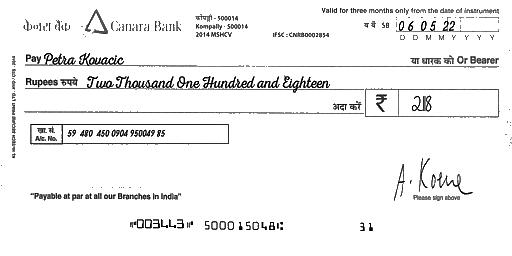 केनरा बैंक Canara Bank
कोंपल्ली - 500014
Kompally - 500014
2014 MSHCV
IFSC : CNRB0002854
Valid for three months only from the date of instrument
06 05 22
D D M M Y Y Y Y
Pay Petra Kovacic
या धारक को Or Bearer
Rupees रुपये Two Thousand One Hundred and Eighteen
अदा करें ₹ 218
खा. सं.
A/c. No. 59 480 450 0904 950049 85
A. Kome
Please sign above
"Payable at par at all our Branches in India"
⑈003443⑈ 500015048⑆ 31